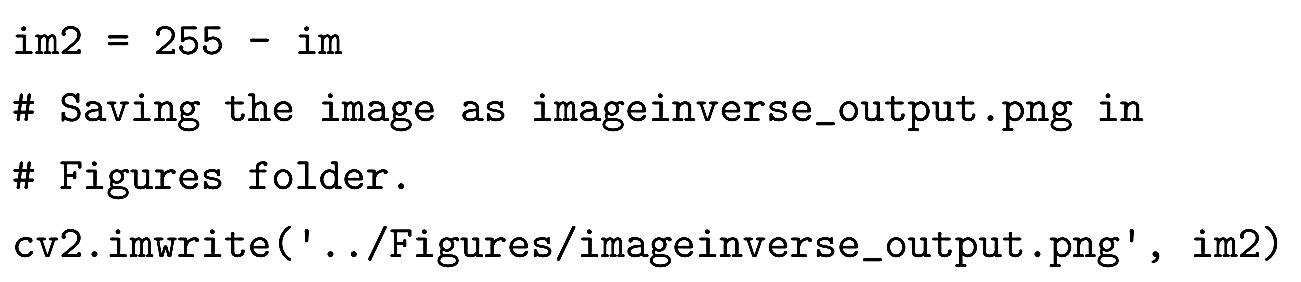 im2 = 255 - im
# Saving the image as imageinverse_output.png in
# Figures folder.
cv2.imwrite('../Figures/imageinverse_output.png', im2)